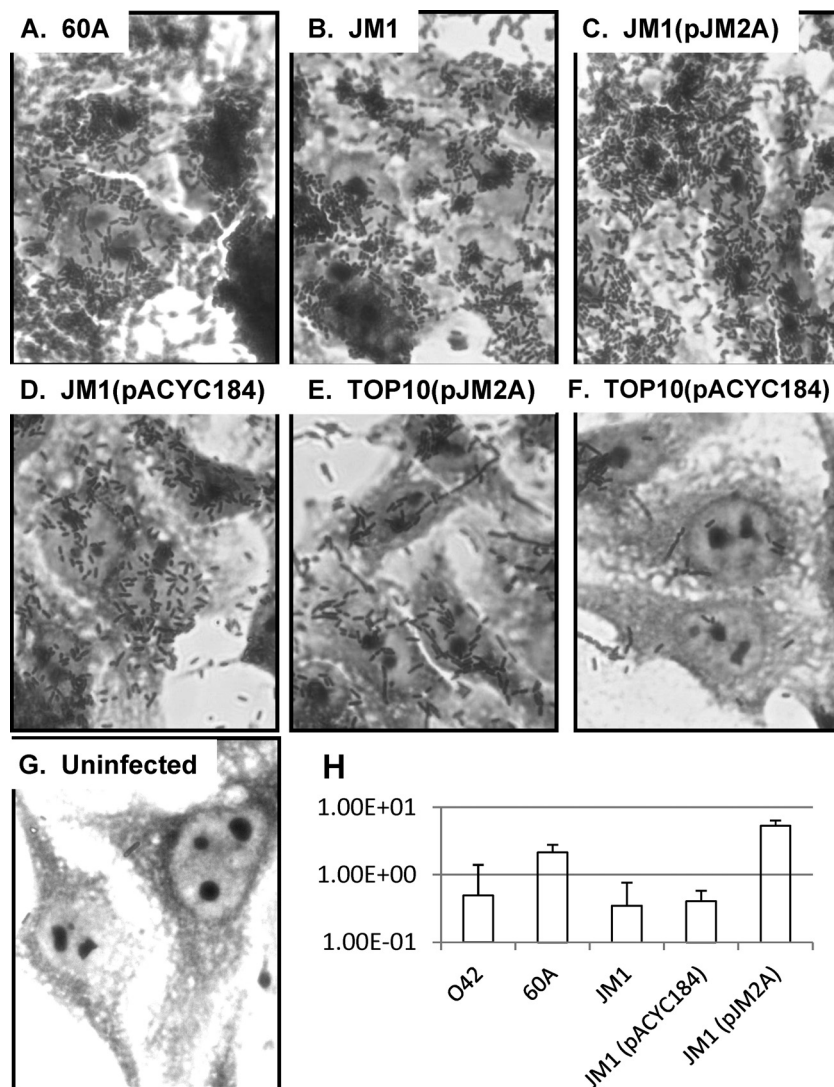 A. 60A
B. JM1
C. JM1(pJM2A)
D. JM1(pACYC184)
E. TOP10(pJM2A)
F. TOP10(pACYC184)
G. Uninfected
H
1.00E+01
1.00E+00
1.00E-01
O42
60A
JM1
JM1 (pACYC184)
JM1 (pJM2A)